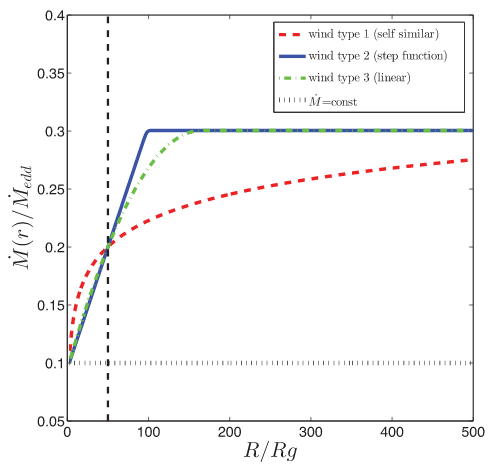 0.4
0.35
0.3
0.25
0.2
0.15
0.1
0.05
Ṁ(r)/Ṁ_edd
wind type 1 (self similar)
wind type 2 (step function)
wind type 3 (linear)
Ṁ=const
0 100 200 300 400 500
R/Rg